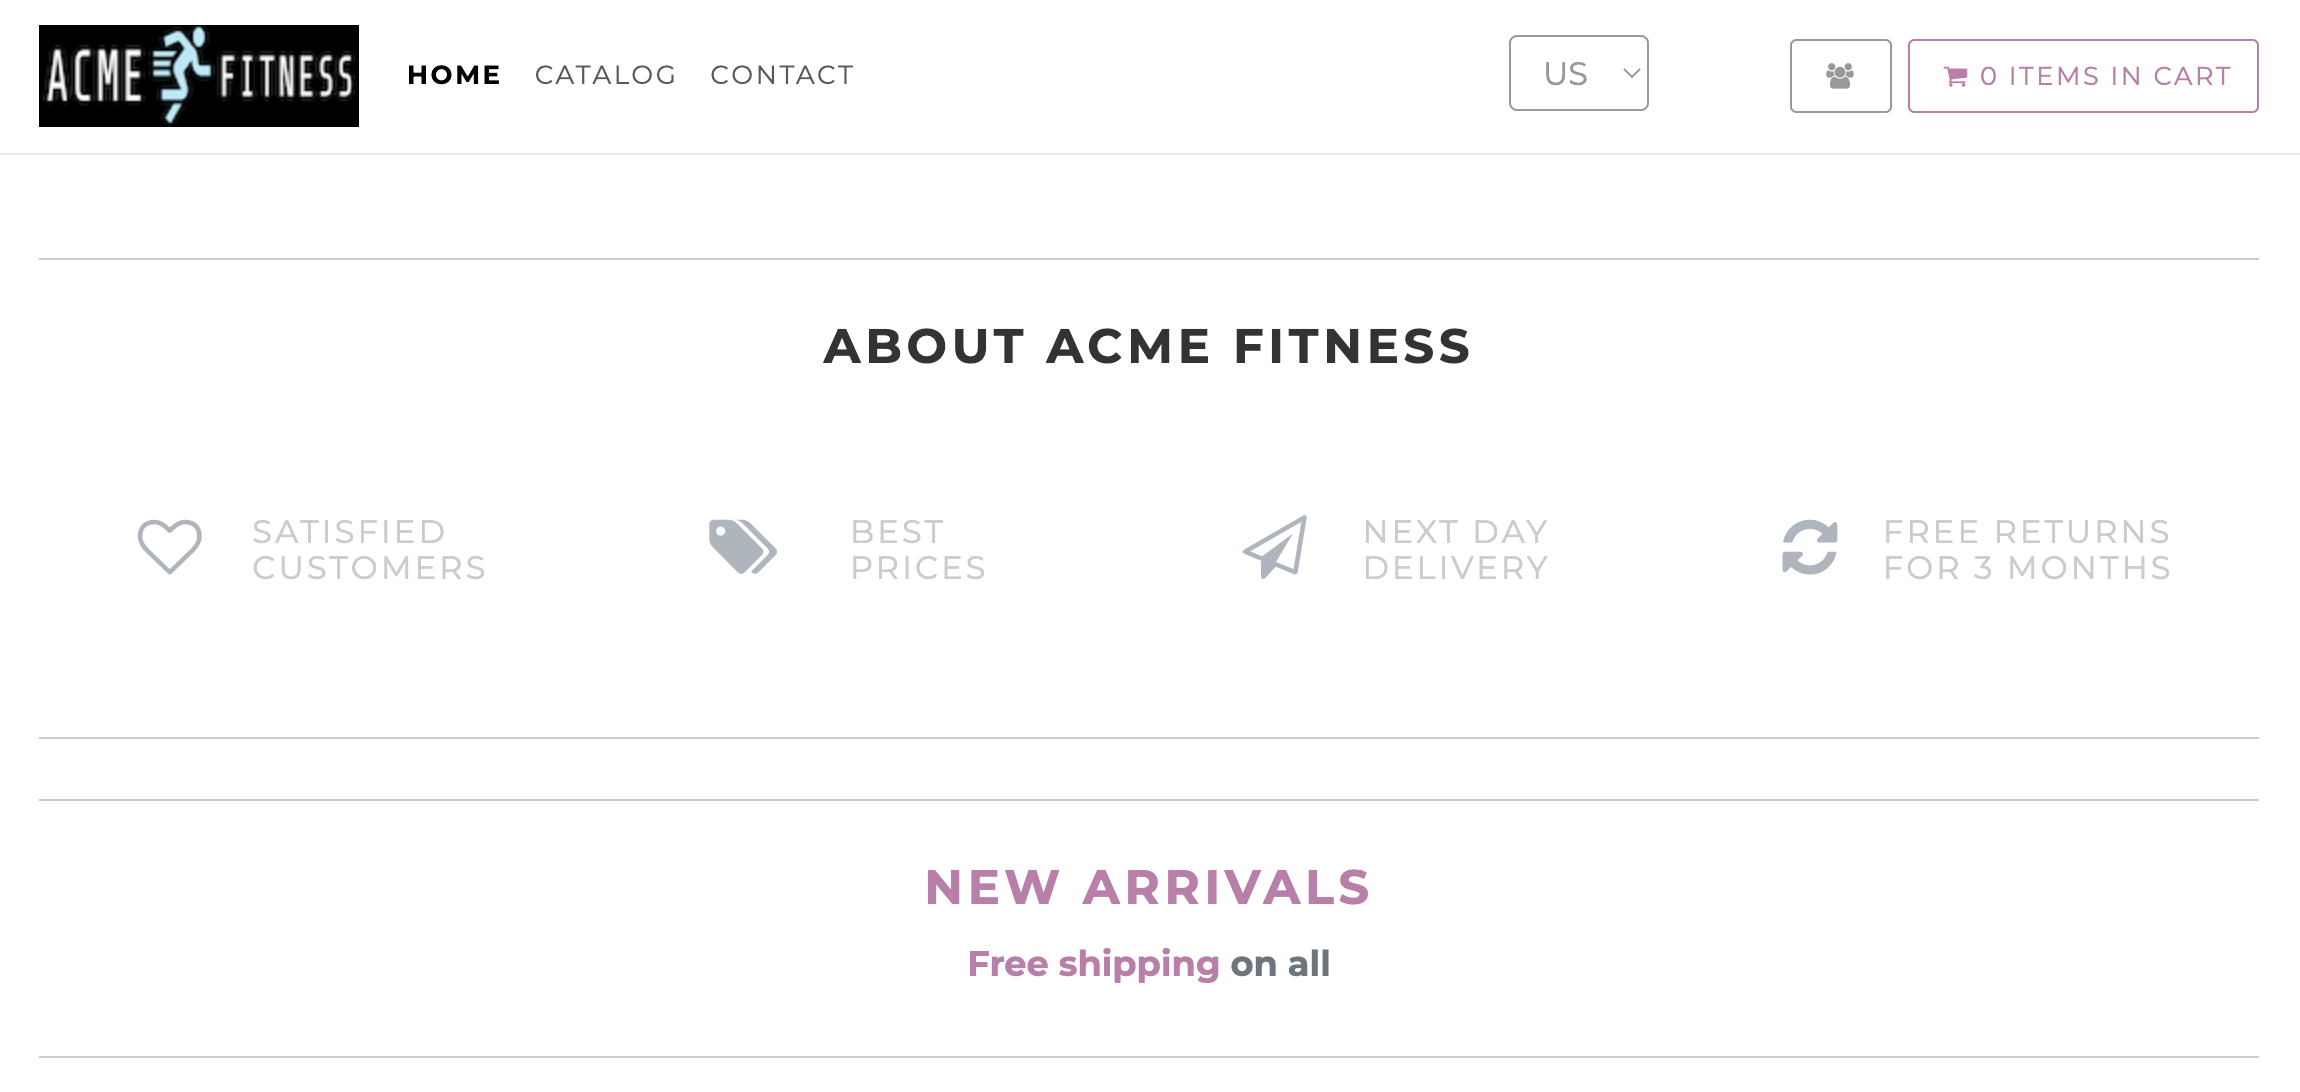 ACME FITNESS
HOME CATALOG CONTACT
US
0 ITEMS IN CART
ABOUT ACME FITNESS
SATISFIED
CUSTOMERS
BEST
PRICES
NEXT DAY
DELIVERY
FREE RETURNS
FOR 3 MONTHS
NEW ARRIVALS
Free shipping on all